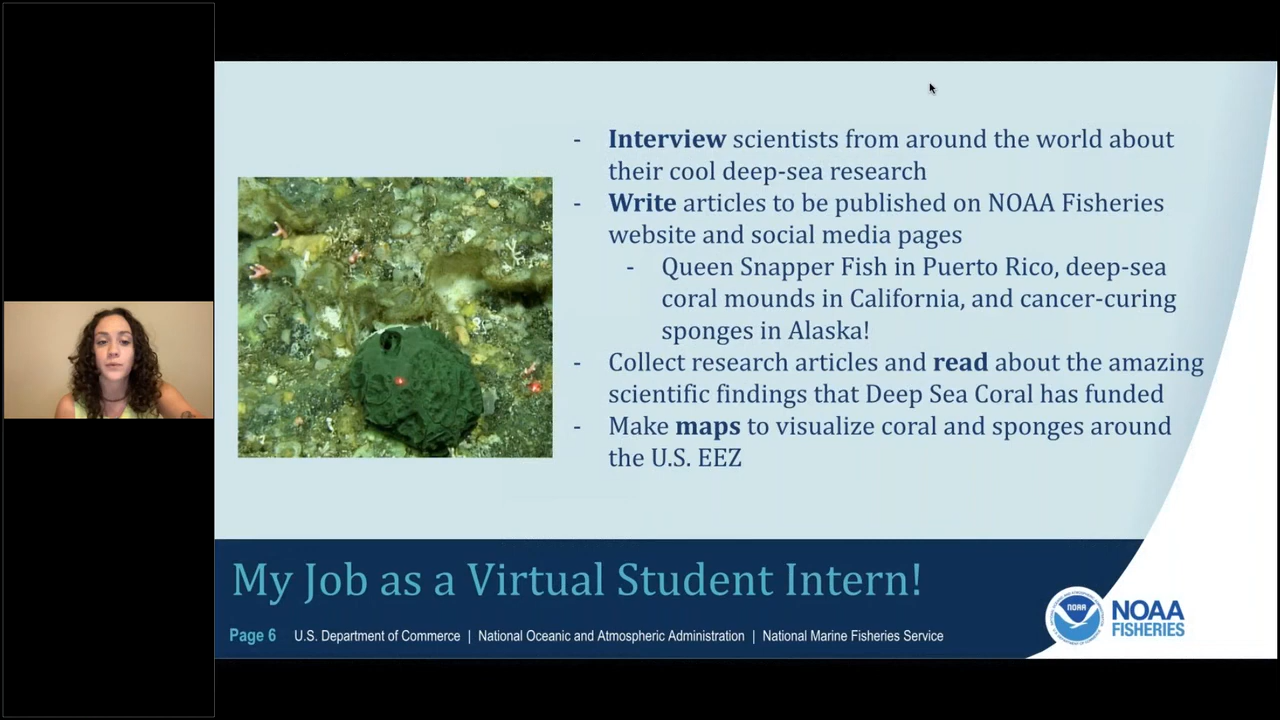 - Interview scientists from around the world about
their cool deep-sea research
- Write articles to be published on NOAA Fisheries
website and social media pages
- Queen Snapper Fish in Puerto Rico, deep-sea
coral mounds in California, and cancer-curing
sponges in Alaska!
- Collect research articles and read about the amazing
scientific findings that Deep Sea Coral has funded
- Make maps to visualize coral and sponges around
the U.S. EEZ
My Job as a Virtual Student Intern!
Page 6 U.S. Department of Commerce | National Oceanic and Atmospheric Administration | National Marine Fisheries Service
NOAA
NOAA
FISHERIES